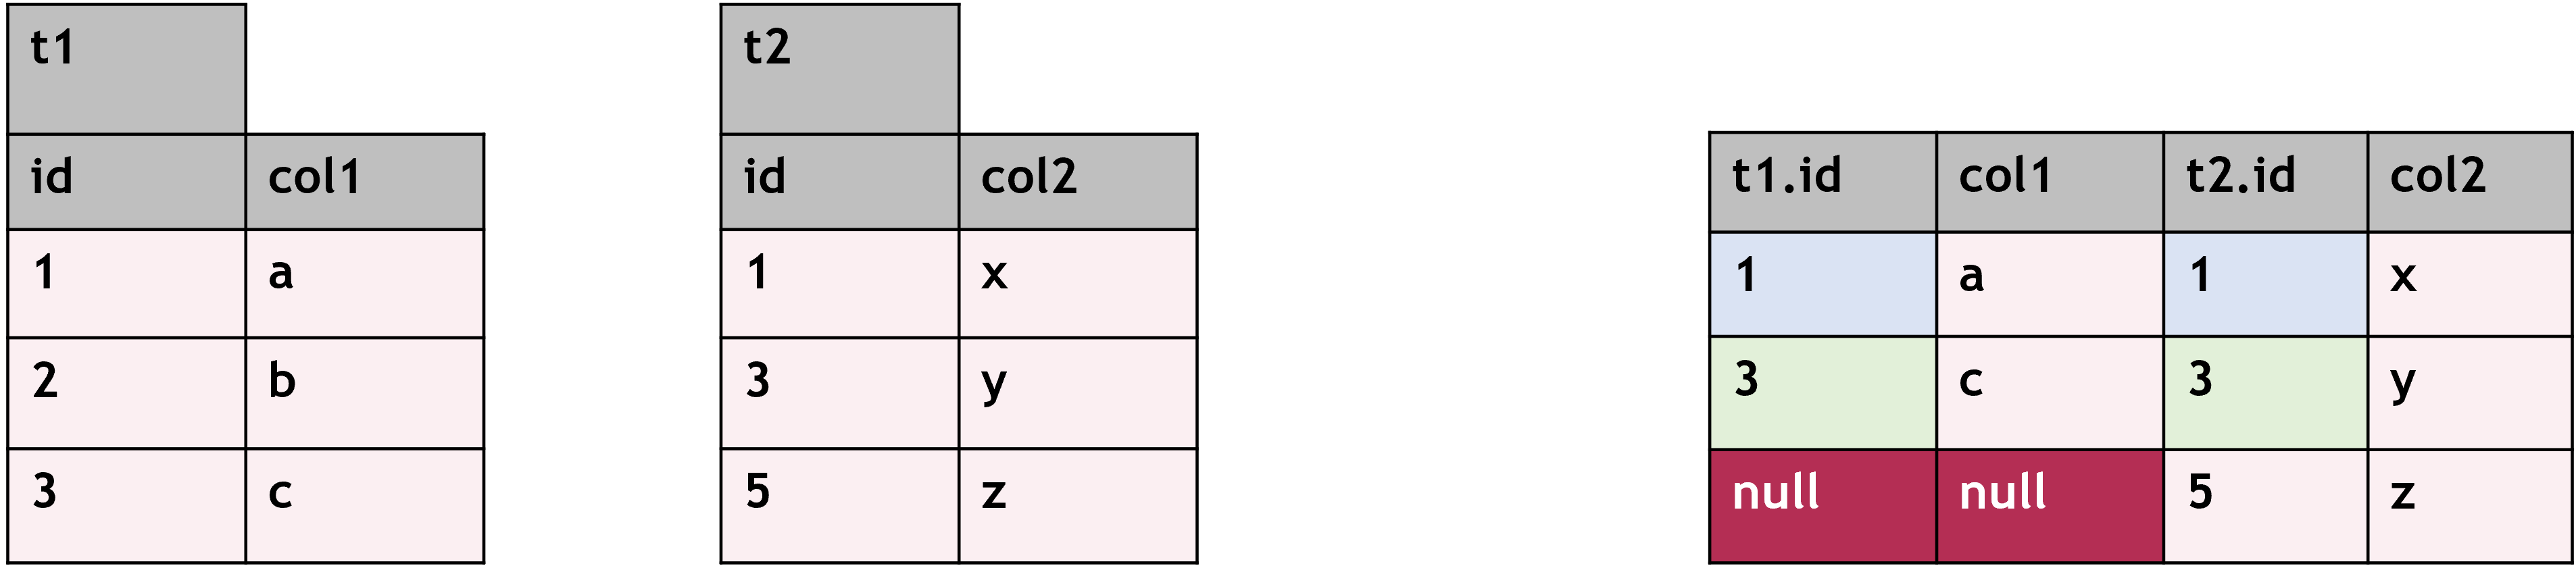 t1
id col1
1 a
2 b
3 c
t2
id col2
1 x
3 y
5 z
t1.id col1 t2.id col2
1 a 1 x
3 c 3 y
null null 5 z